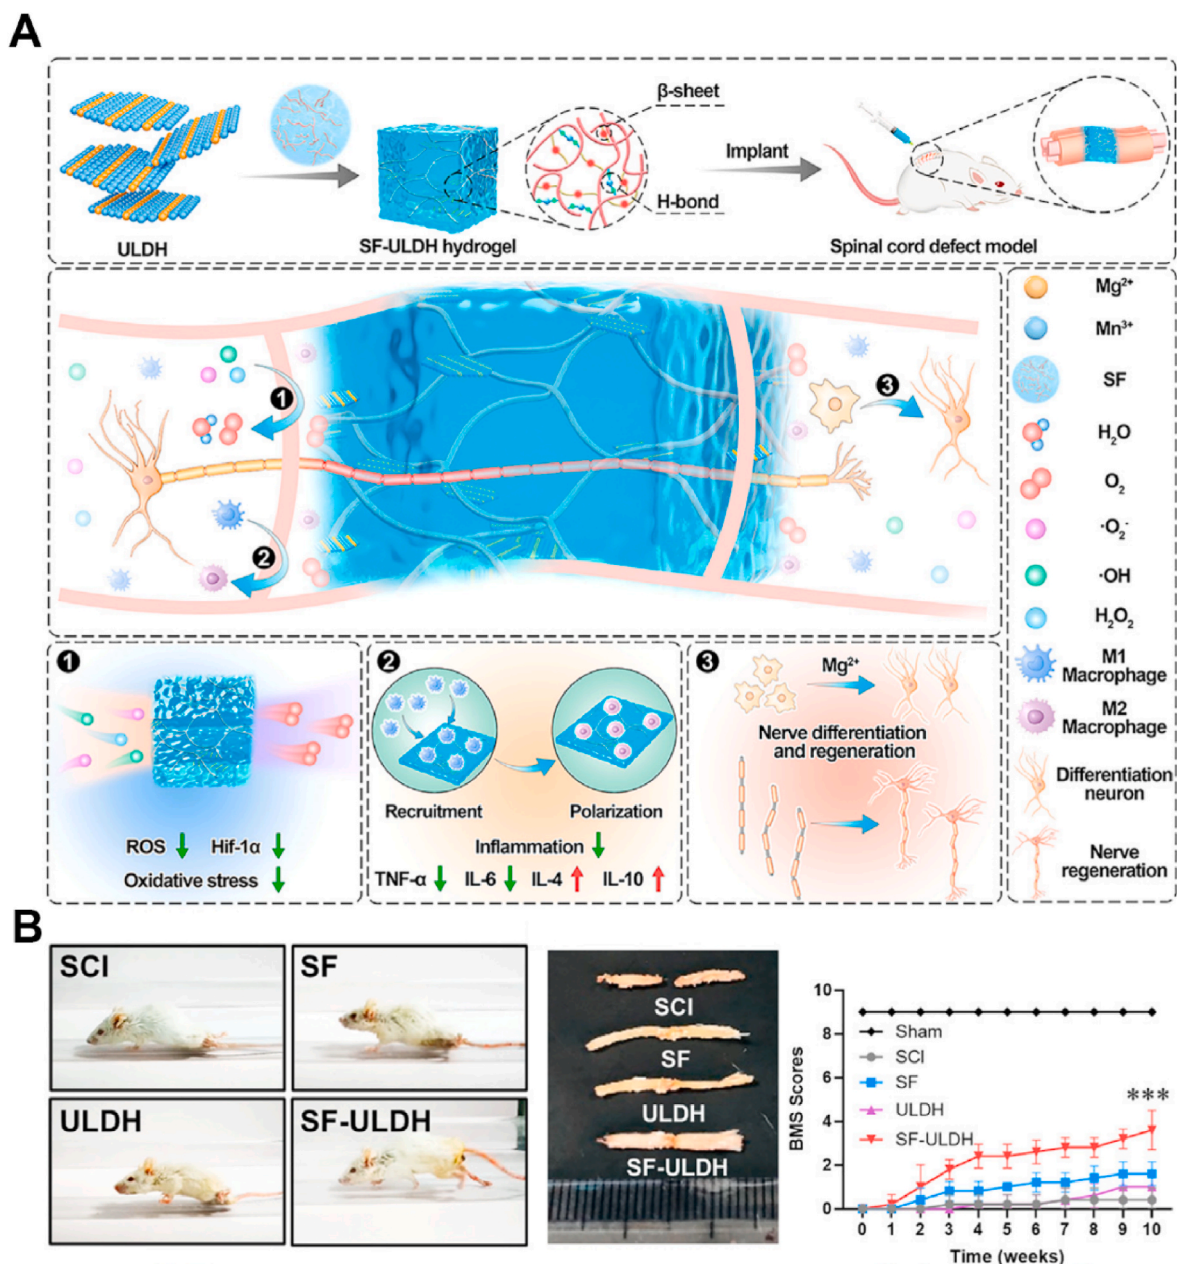 A
β-sheet
H-bond
Implant
ULDH
SF-ULDH hydrogel
Spinal cord defect model
1
2
3
Mg²⁺
Mn³⁺
SF
H₂O
O₂
·O₂⁻
·OH
H₂O₂
M1
Macrophage
M2
Macrophage
Differentiation
neuron
Nerve
regeneration
1
ROS ↓ Hif-1α ↓
Oxidative stress ↓
2
Recruitment
Polarization
Inflammation ↓
TNF-α ↓ IL-6 ↓ IL-4 ↑ IL-10 ↑
3
Mg²⁺
Nerve differentiation
and regeneration
B
SCI
SF
ULDH
SF-ULDH
SCI
SF
ULDH
SF-ULDH
BMS Scores
10
8
6
4
2
0
Sham
SCI
SF
ULDH
SF-ULDH
***
0 1 2 3 4 5 6 7 8 9 10
Time (weeks)